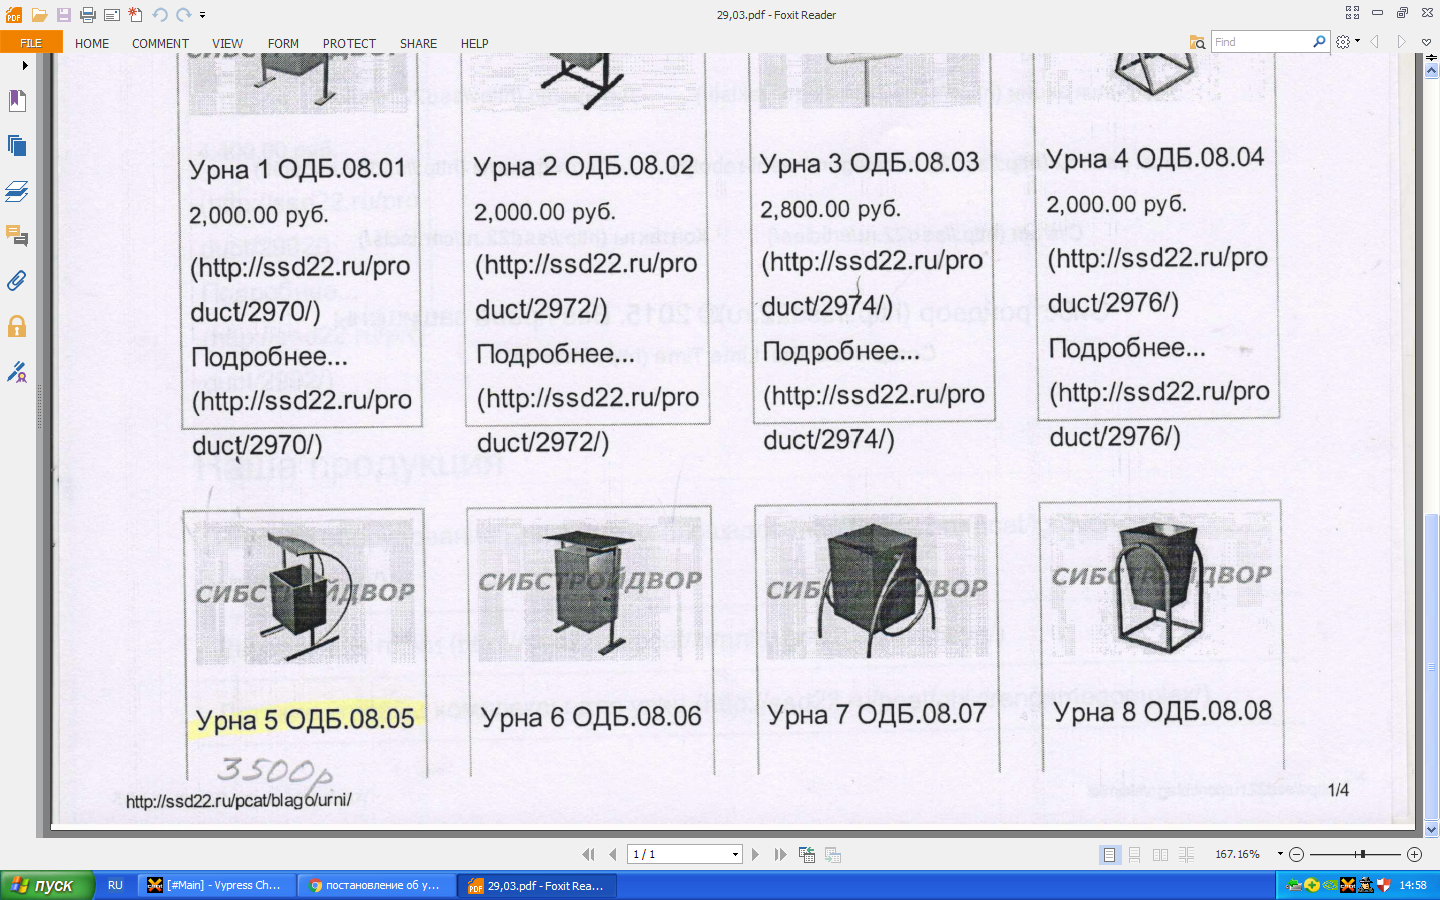 29,03.pdf - Foxit Reader
FILE HOME COMMENT VIEW FORM PROTECT SHARE HELP
Find
Урна 1 ОДБ.08.01
2,000.00 руб.
(http://ssd22.ru/pro
duct/2970/)
Подробнее...
(http://ssd22.ru/pro
duct/2970/)
Урна 2 ОДБ.08.02
2,000.00 руб.
(http://ssd22.ru/pro
duct/2972/)
Подробнее...
(http://ssd22.ru/pro
duct/2972/)
Урна 3 ОДБ.08.03
2,800.00 руб.
(http://ssd22.ru/pro
duct/2974/)
Подробнее...
(http://ssd22.ru/pro
duct/2974/)
Урна 4 ОДБ.08.04
2,000.00 руб.
(http://ssd22.ru/pro
duct/2976/)
Подробнее...
(http://ssd22.ru/pro
duct/2976/)
СИБСТРОЙДВОР
Урна 5 ОДБ.08.05
3500р
СИБСТРОЙДВОР
Урна 6 ОДБ.08.06
СИБСТРОЙДВОР
Урна 7 ОДБ.08.07
СИБСТРОЙДВОР
Урна 8 ОДБ.08.08
http://ssd22.ru/pcat/blago/urni/
1/4
1 / 1
167.16%
пуск
RU
[#Main] - Vypress Ch...
постановление об у...
29,03.pdf - Foxit Rea...
14:58